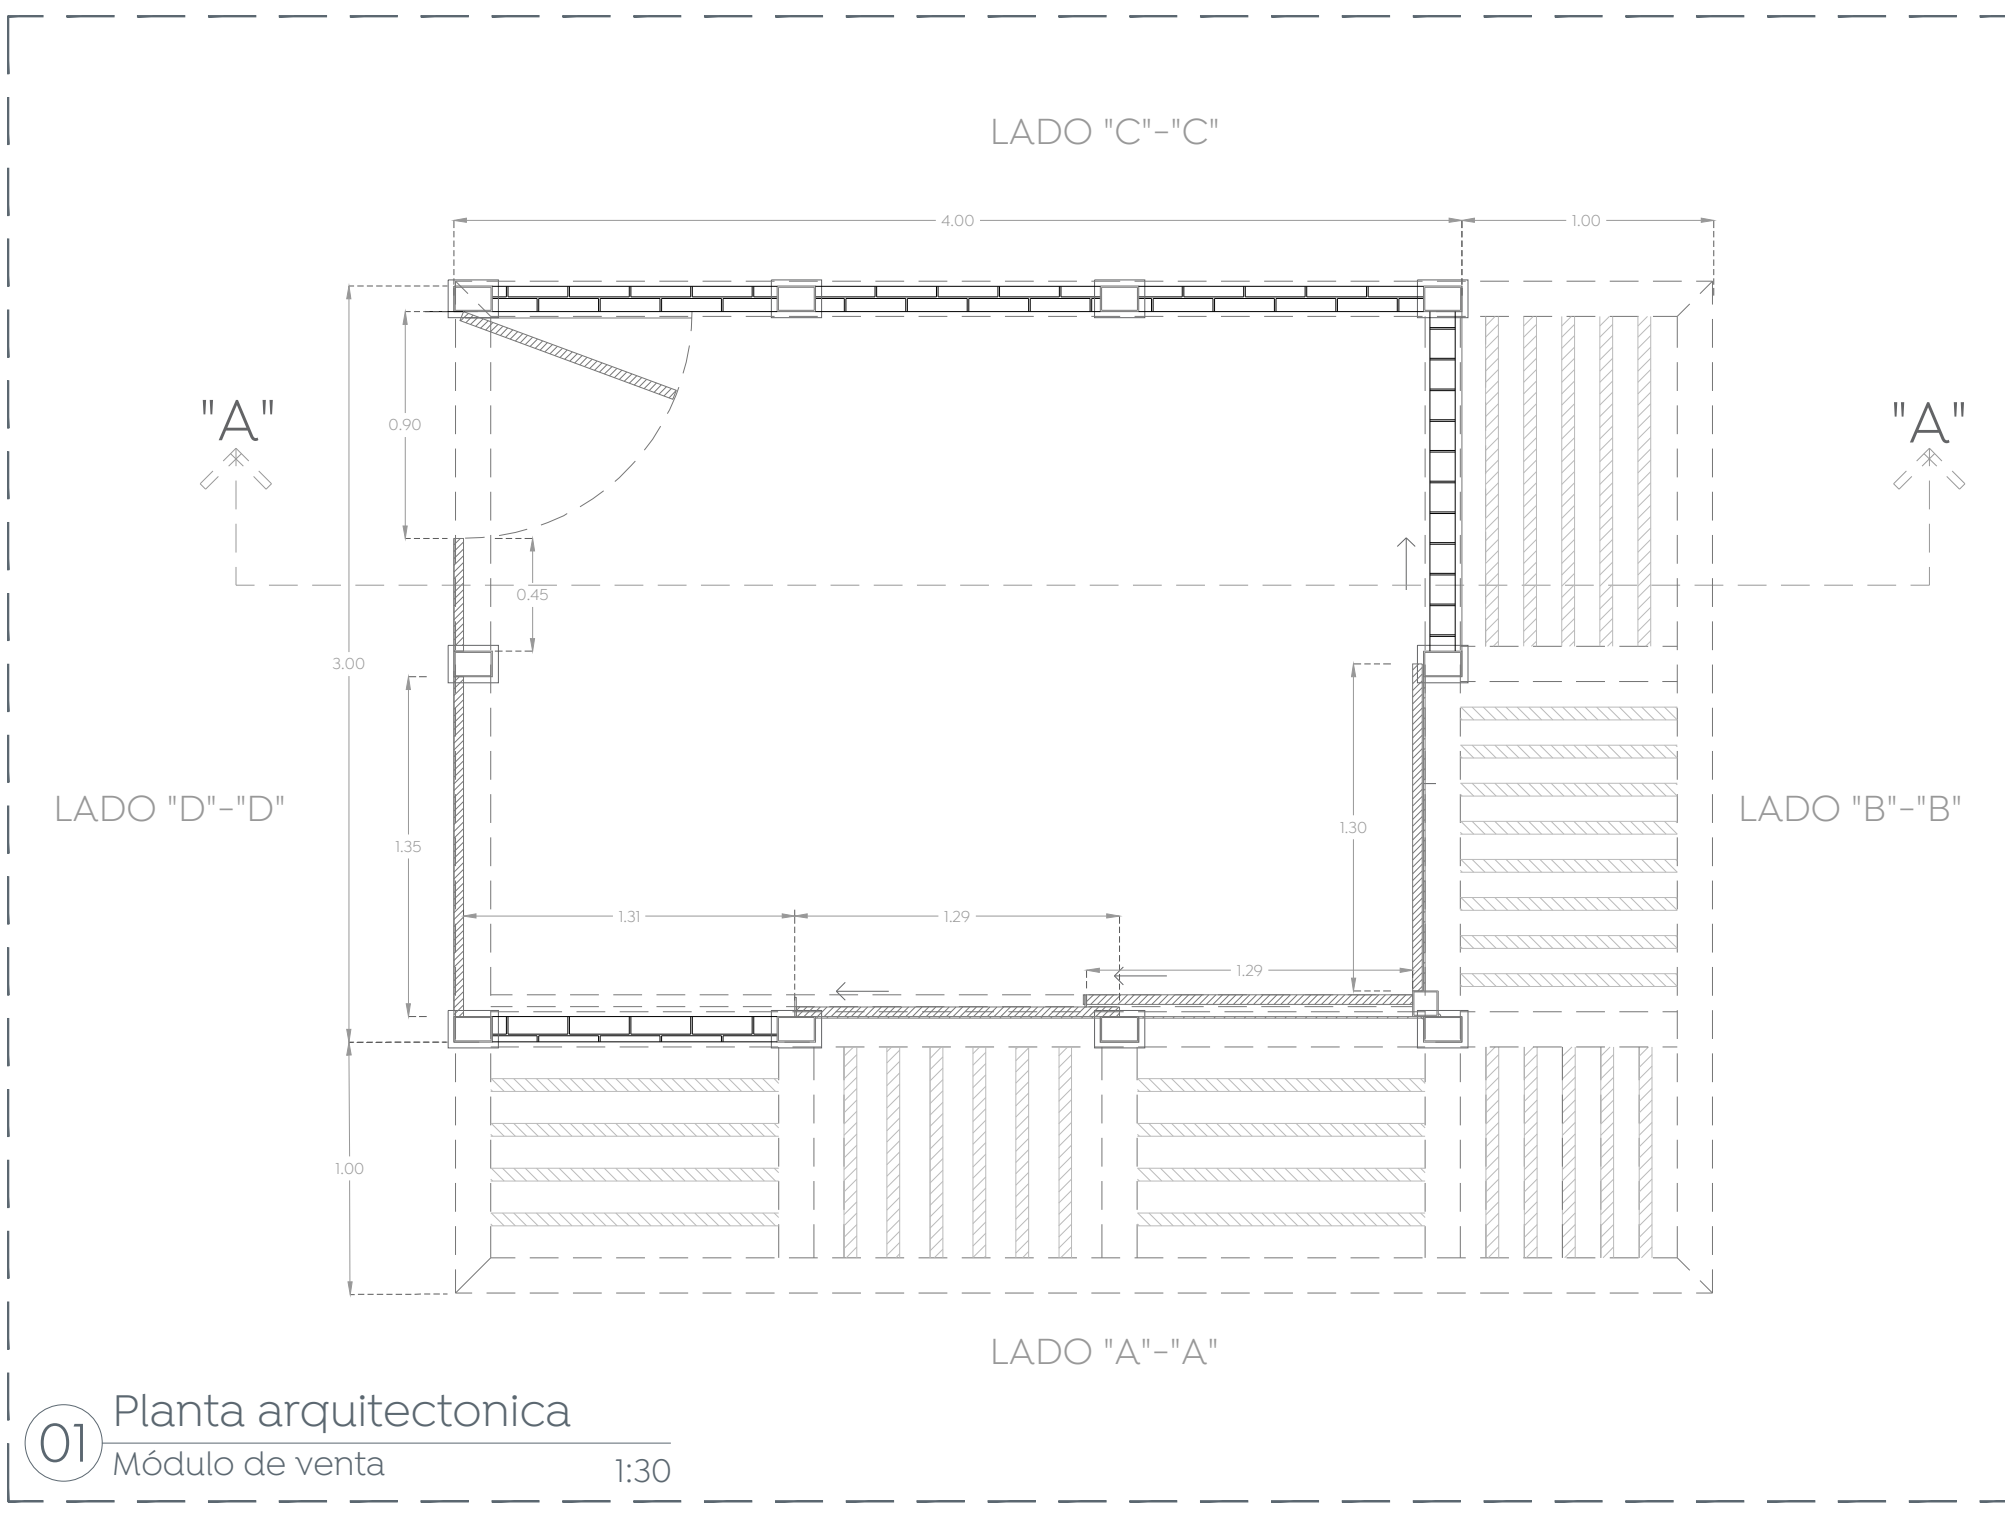 LADO "C"-"C"
4.00
1.00
"A"
"A"
0.90
0.45
3.00
LADO "D"-"D"
LADO "B"-"B"
1.30
1.35
1.31
1.29
1.29
1.00
LADO "A"-"A"
01
Planta arquitectonica
Módulo de venta
1:30